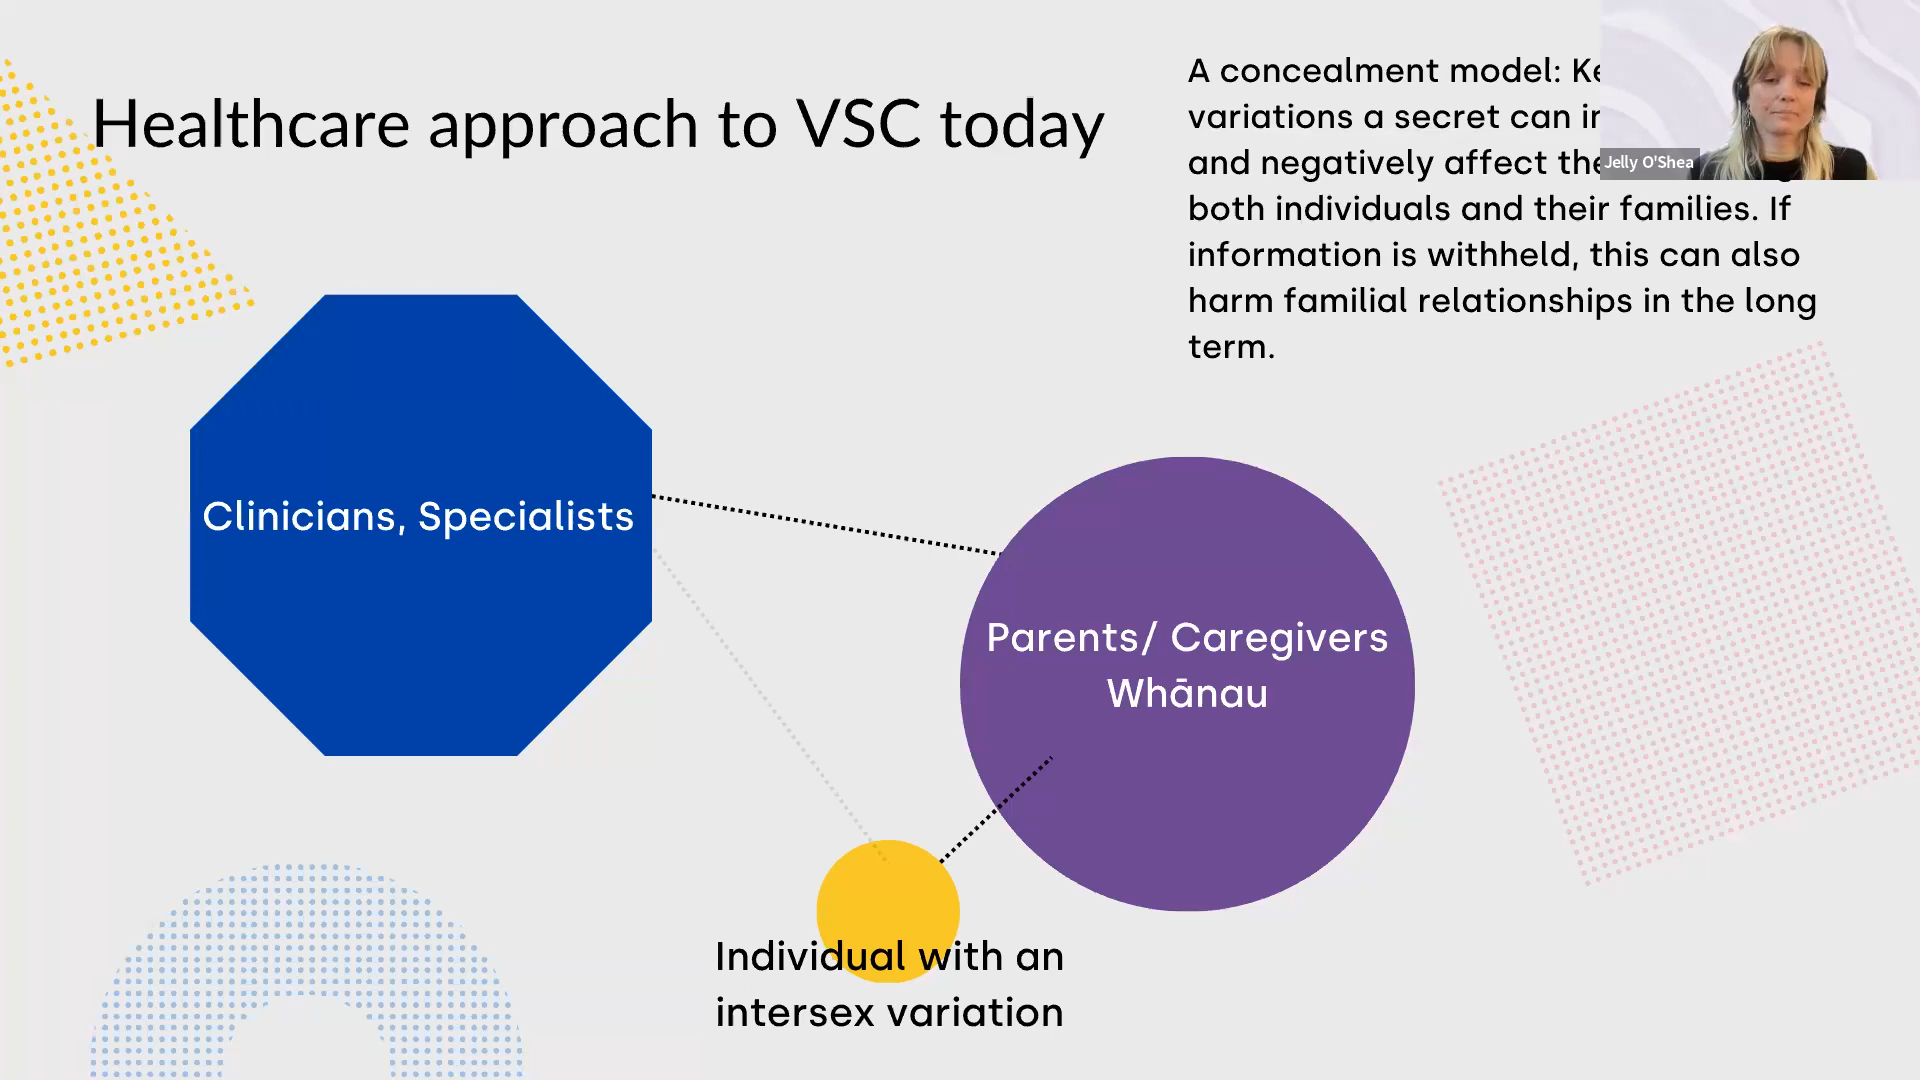 Healthcare approach to VSC today
A concealment model:
variations a secret can
and negatively affect
both individuals and their families. If
information is withheld, this can also
harm familial relationships in the long
term.
Jelly O'Shea
Clinicians, Specialists
Parents/ Caregivers
Whānau
Individual with an
intersex variation